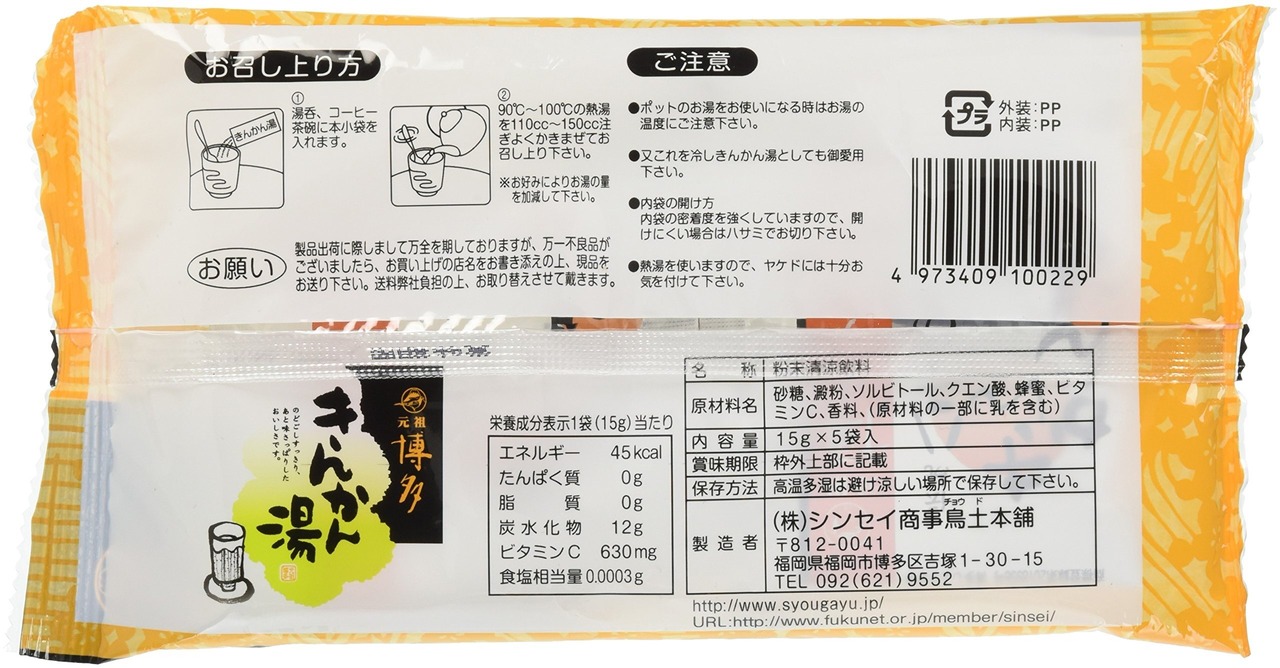 お召し上り方
①
湯呑、コーヒー
茶碗に本小袋を
入れます。
きんかん湯
②
90℃～100℃の熱湯
を110cc～150cc注
ぎよくかきまぜてお
召し上り下さい。
※お好みによりお湯の量
を加減して下さい。
お願い
製品出荷に際しまして万全を期しておりますが、万一不良品が
ございましたら、お買い上げの店名をお書き添えの上、現品を
お送り下さい。送料弊社負担の上、お取り替えさせて戴きます。
ご注意
●ポットのお湯をお使いになる時はお湯の
温度にご注意下さい。
●又これを冷しきんかん湯としても御愛用
下さい。
●内袋の開け方
内袋の密着度を強くしていますので、開
けにくい場合はハサミでお切り下さい。
●熱湯を使いますので、ヤケドには十分お
気を付けて下さい。
プラ
外装:PP
内装:PP
4 973409 100229
元祖
博多
きんかん
湯
のどごしすっきり、
あと味さっぱりした
おいしさです。
栄養成分表示1袋(15g)当たり
エネルギー 45kcal
たんぱく質 0g
脂質 0g
炭水化物 12g
ビタミンC 630mg
食塩相当量 0.0003g
名称 粉末清涼飲料
原材料名 砂糖、澱粉、ソルビトール、クエン酸、蜂蜜、ビタ
ミンC、香料、(原材料の一部に乳を含む)
内容量 15g×5袋入
賞味期限 枠外上部に記載
保存方法 高温多湿は避け涼しい場所で保存して下さい。
製造者 (株)シンセイ商事鳥土本舗
チョウ ド
〒812-0041
福岡県福岡市博多区吉塚1-30-15
TEL 092(621)9552
http://www.syougayu.jp/
URL:http://www.fukunet.or.jp/member/sinsei/